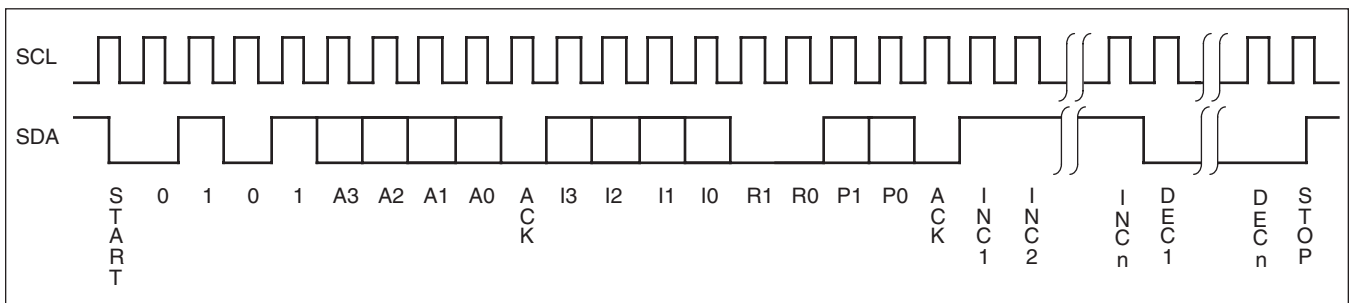 SCL
SDA
START 0 1 0 1 A3 A2 A1 A0 ACK I3 I2 I1 I0 R1 R0 P1 P0 ACK INC1 INC2 INCn DEC1 DECn STOP